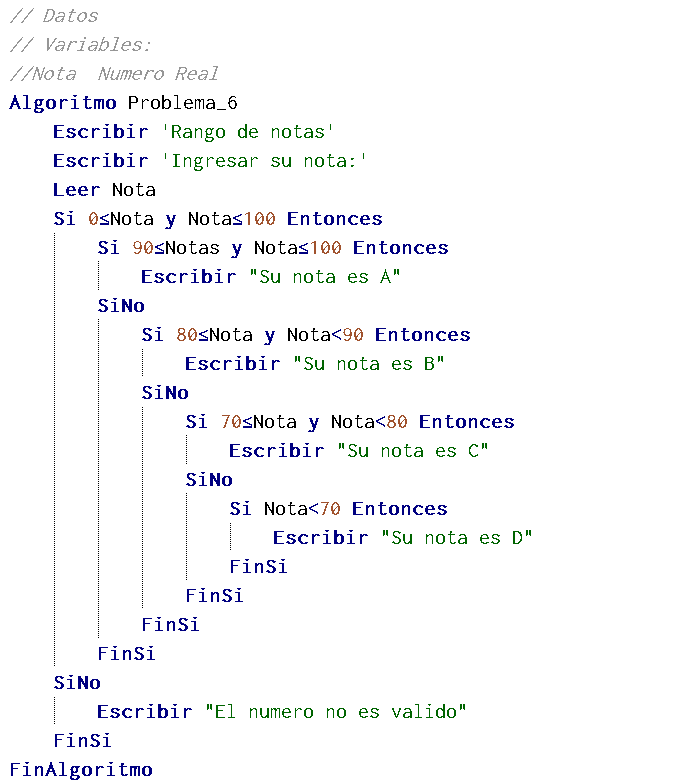 // Datos
// Variables:
//Nota  Numero Real
Algoritmo Problema_6
Escribir 'Rango de notas'
Escribir 'Ingresar su nota:'
Leer Nota
Si 0≤Nota y Nota≤100 Entonces
Si 90≤Notas y Nota≤100 Entonces
Escribir "Su nota es A"
SiNo
Si 80≤Nota y Nota<90 Entonces
Escribir "Su nota es B"
SiNo
Si 70≤Nota y Nota<80 Entonces
Escribir "Su nota es C"
SiNo
Si Nota<70 Entonces
Escribir "Su nota es D"
FinSi
FinSi
FinSi
FinSi
SiNo
Escribir "El numero no es valido"
FinSi
FinAlgoritmo